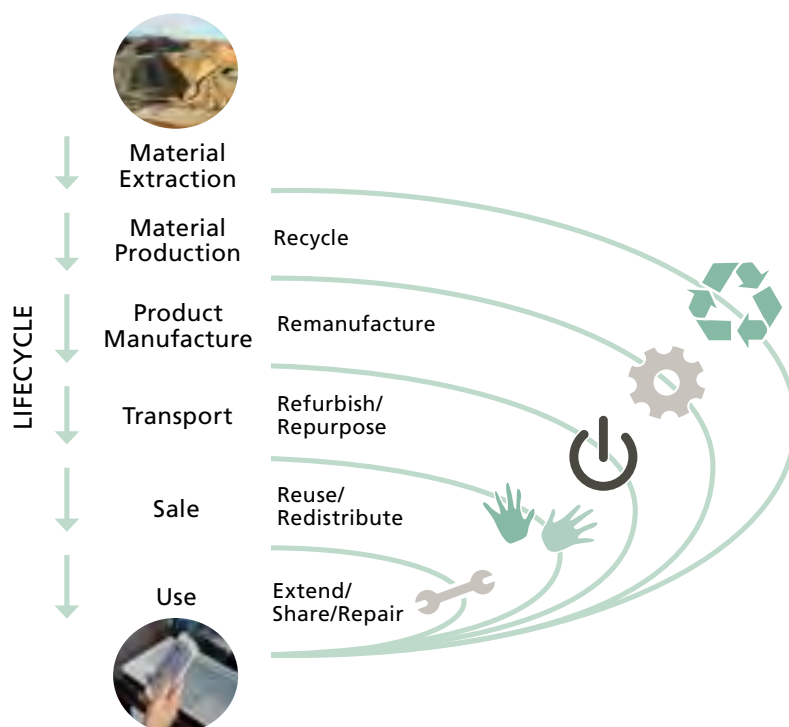 LIFECYCLE
Material
Extraction
Material
Production
Recycle
Product
Manufacture
Remanufacture
Transport
Refurbish/
Repurpose
Sale
Reuse/
Redistribute
Use
Extend/
Share/Repair